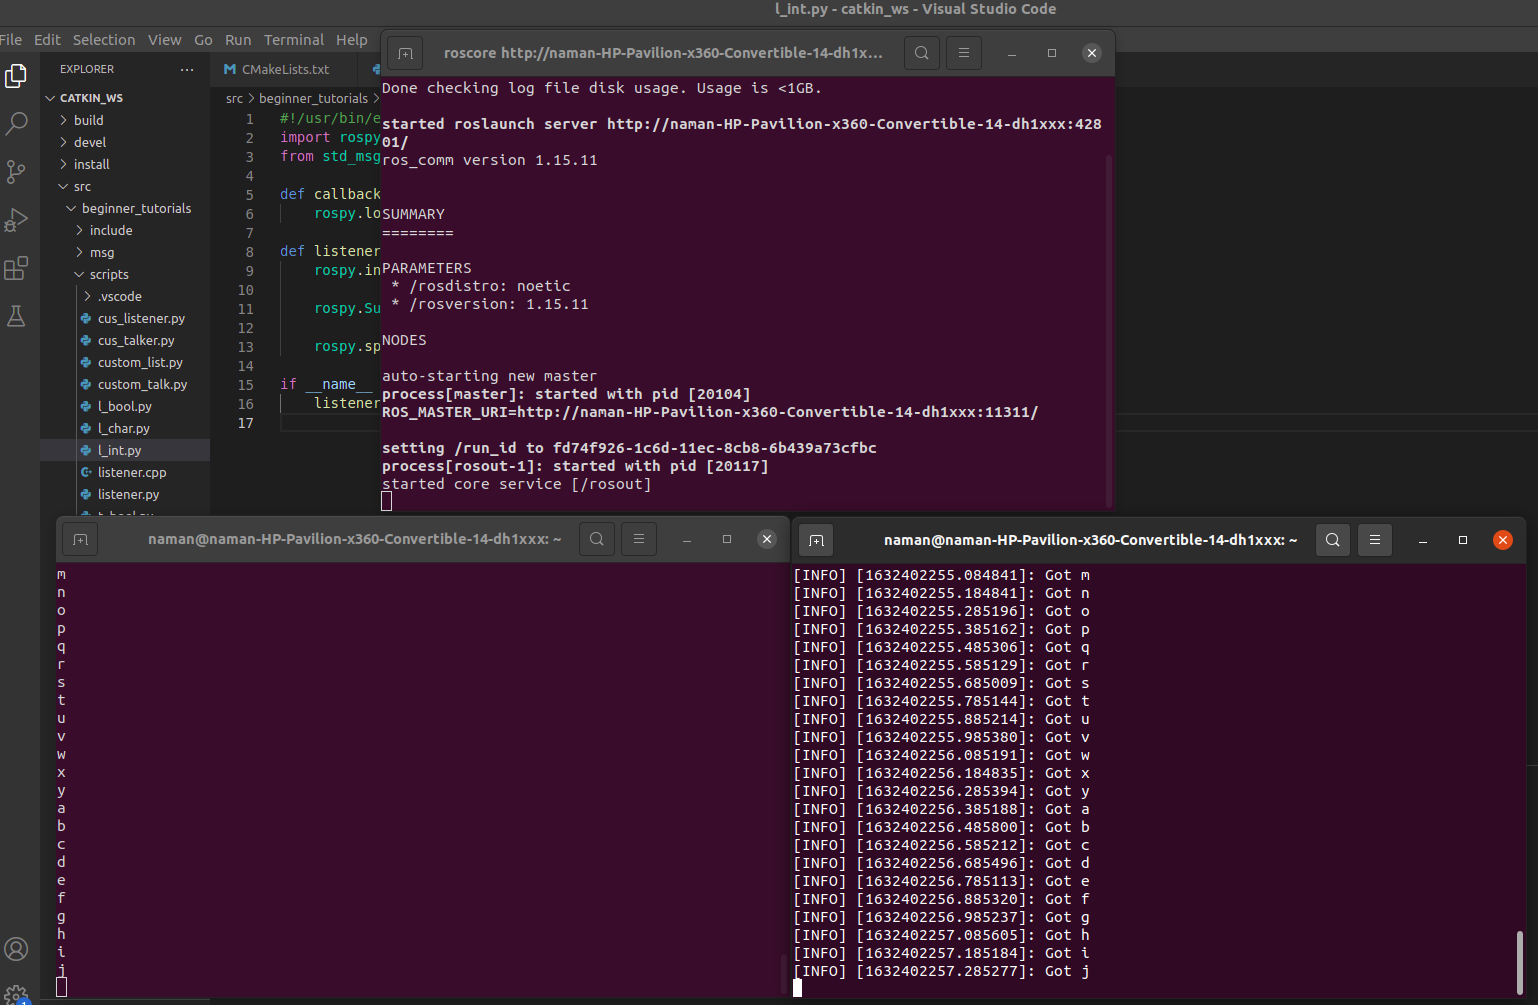 l_int.py - catkin_ws - Visual Studio Code
File Edit Selection View Go Run Terminal Help
EXPLORER
CATKIN_WS
build
devel
install
src
beginner_tutorials
include
msg
scripts
.vscode
cus_listener.py
cus_talker.py
custom_list.py
custom_talk.py
l_bool.py
l_char.py
l_int.py
listener.cpp
listener.py
CMakeLists.txt
src > beginner_tutorials >
1 #!/usr/bin/e
2 import rospy
3 from std_msg
4
5 def callback
6 rospy.lo
7
8 def listener
9 rospy.in
10
11 rospy.Su
12
13 rospy.sp
14
15 if __name__
16 listener
17
roscore http://naman-HP-Pavilion-x360-Convertible-14-dh1x...
Done checking log file disk usage. Usage is <1GB.
started roslaunch server http://naman-HP-Pavilion-x360-Convertible-14-dh1xxx:428
01/
ros_comm version 1.15.11
SUMMARY
========
PARAMETERS
* /rosdistro: noetic
* /rosversion: 1.15.11
NODES
auto-starting new master
process[master]: started with pid [20104]
ROS_MASTER_URI=http://naman-HP-Pavilion-x360-Convertible-14-dh1xxx:11311/
setting /run_id to fd74f926-1c6d-11ec-8cb8-6b439a73cfbc
process[rosout-1]: started with pid [20117]
started core service [/rosout]
naman@naman-HP-Pavilion-x360-Convertible-14-dh1xxx: ~
m
n
o
p
q
r
s
t
u
v
w
x
y
a
b
c
d
e
f
g
h
i
j
naman@naman-HP-Pavilion-x360-Convertible-14-dh1xxx: ~
[INFO] [1632402255.084841]: Got m
[INFO] [1632402255.184841]: Got n
[INFO] [1632402255.285196]: Got o
[INFO] [1632402255.385162]: Got p
[INFO] [1632402255.485306]: Got q
[INFO] [1632402255.585129]: Got r
[INFO] [1632402255.685009]: Got s
[INFO] [1632402255.785144]: Got t
[INFO] [1632402255.885214]: Got u
[INFO] [1632402255.985380]: Got v
[INFO] [1632402256.085191]: Got w
[INFO] [1632402256.184835]: Got x
[INFO] [1632402256.285394]: Got y
[INFO] [1632402256.385188]: Got a
[INFO] [1632402256.485800]: Got b
[INFO] [1632402256.585212]: Got c
[INFO] [1632402256.685496]: Got d
[INFO] [1632402256.785113]: Got e
[INFO] [1632402256.885320]: Got f
[INFO] [1632402256.985237]: Got g
[INFO] [1632402257.085605]: Got h
[INFO] [1632402257.185184]: Got i
[INFO] [1632402257.285277]: Got j